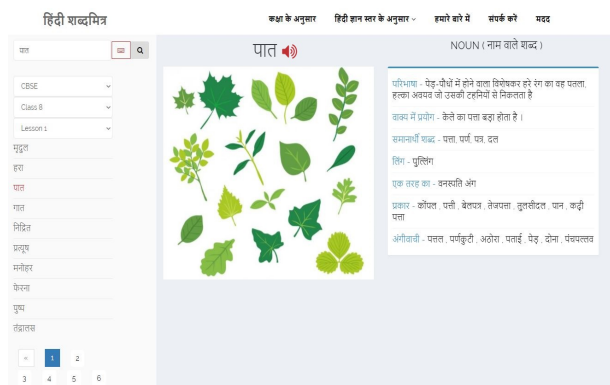 हिंदी शब्दमित्र
कक्षा के अनुसार हिंदी ज्ञान स्तर के अनुसार हमारे बारे में संपर्क करें मदद
पात
CBSE
Class 8
Lesson 1
मृदुल
हरा
पात
गात
निद्रित
प्रत्यूष
मनोहर
फेरना
पुष्प
तंद्रालस
« 1 2
3 4 5 6
पात
NOUN ( नाम वाले शब्द )
परिभाषा - पेड़-पौधों में होने वाला विशेषकर हरे रंग का वह पतला,
हल्का अवयव जो उसकी टहनियों से निकलता है
वाक्य में प्रयोग - केले का पत्ता बड़ा होता है ।
समानार्थी शब्द - पत्ता, पर्ण, पत्र, दल
लिंग - पुल्लिंग
एक तरह का - वनस्पति अंग
प्रकार - कोंपल , पत्ती , बेलपत्र , तेजपत्ता , तुलसीदल , पान , कढ़ी
पत्ता
अंगीवाची - पत्तल , पर्णकुटी , अठोरा , पताई , पेड़ , दोना , पंचपल्लव